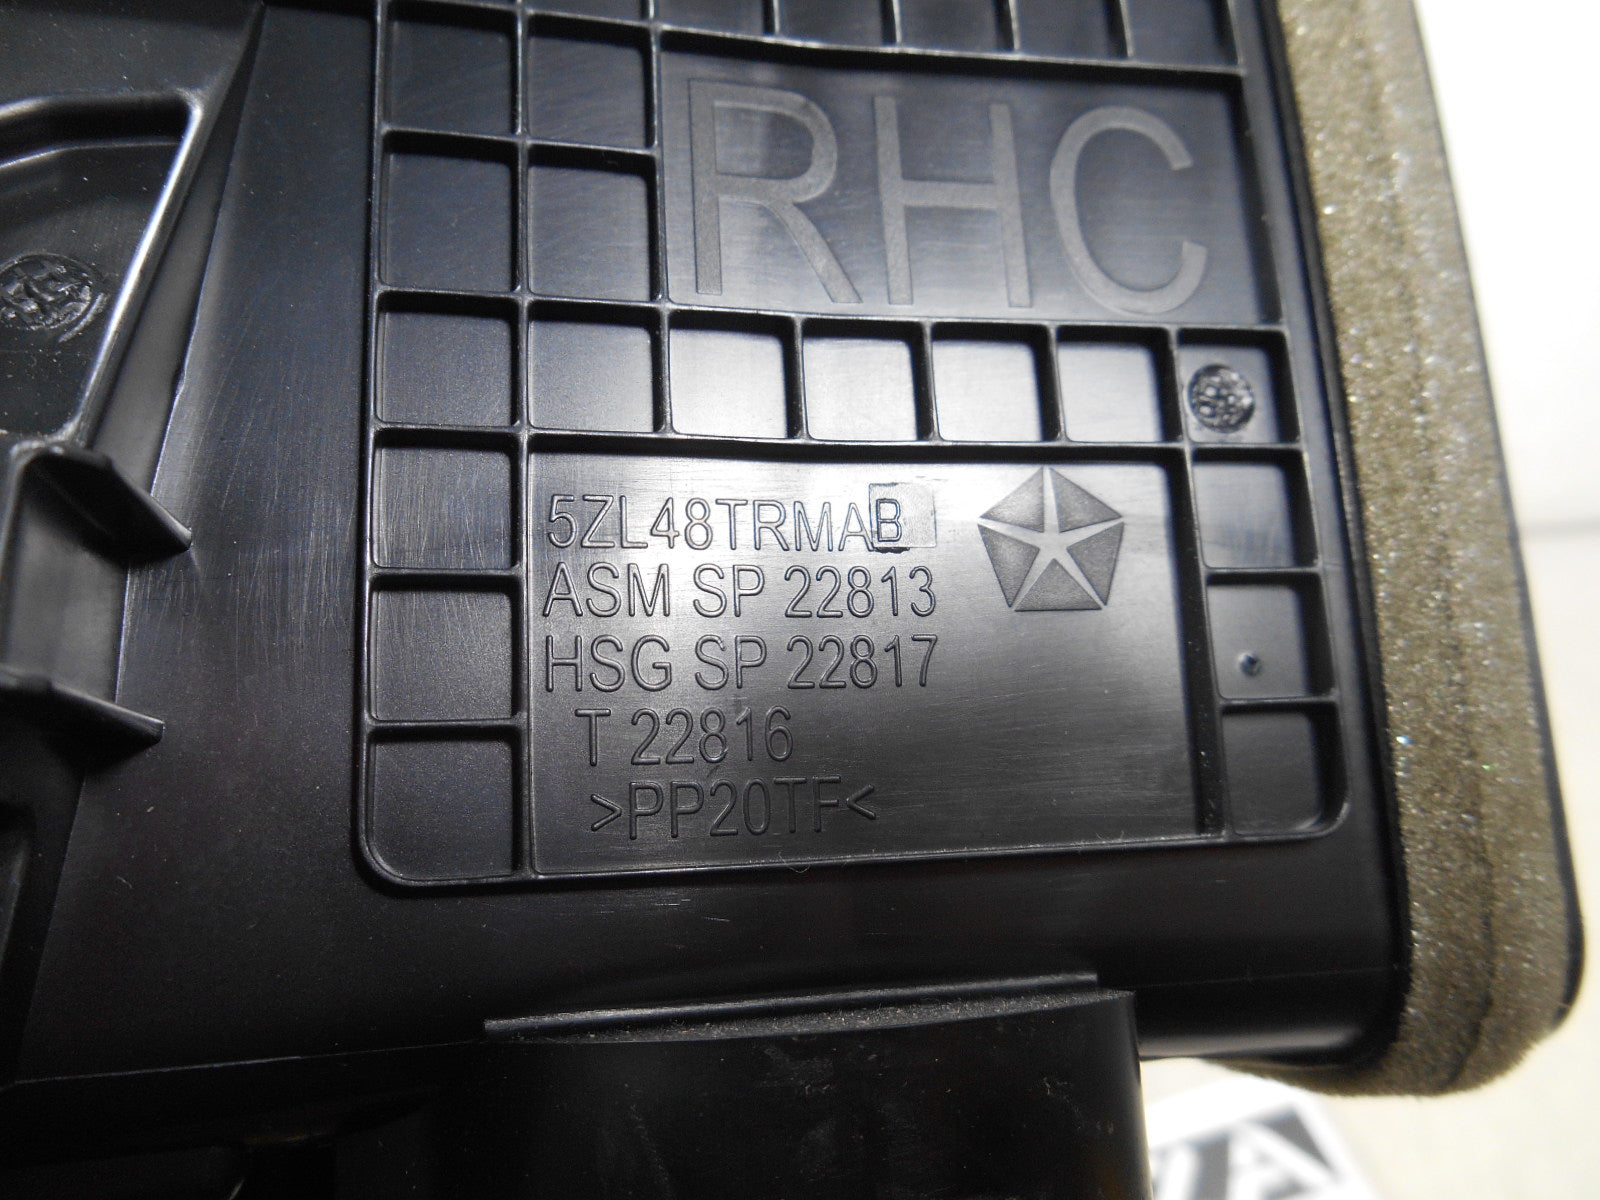 RHC
5ZL48TRMAB
ASM SP 22813
HSG SP 22817
T 22816
>PP20TF<